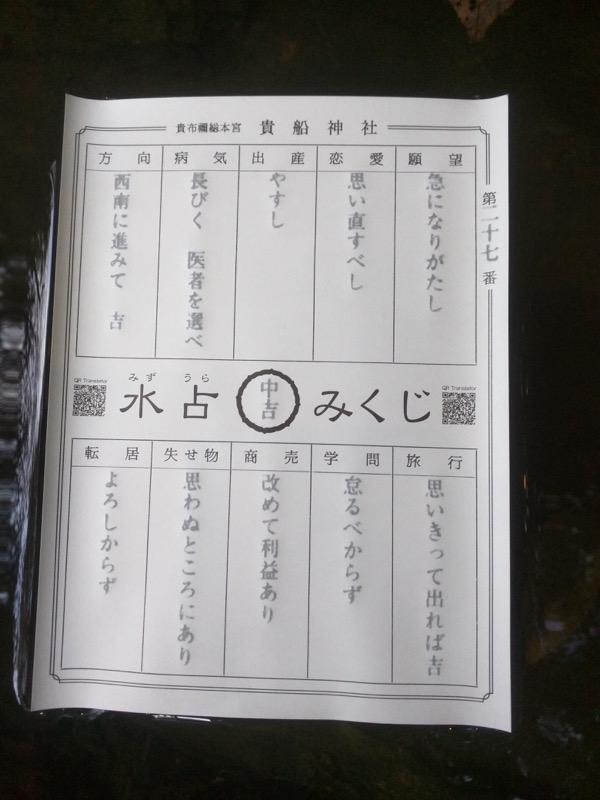 貴布禰総本宮 貴船神社
第二十七番
願望
急になりがたし
恋愛
思い直すべし
出産
やすし
病気
長びく 医者を選べ
方向
西南に進みて 吉
QR Translator
みず うら
水占
中吉
みくじ
QR Translator
旅行
思いきって出れば吉
学問
怠るべからず
商売
改めて利益あり
失せ物
思わぬところにあり
転居
よろしからず